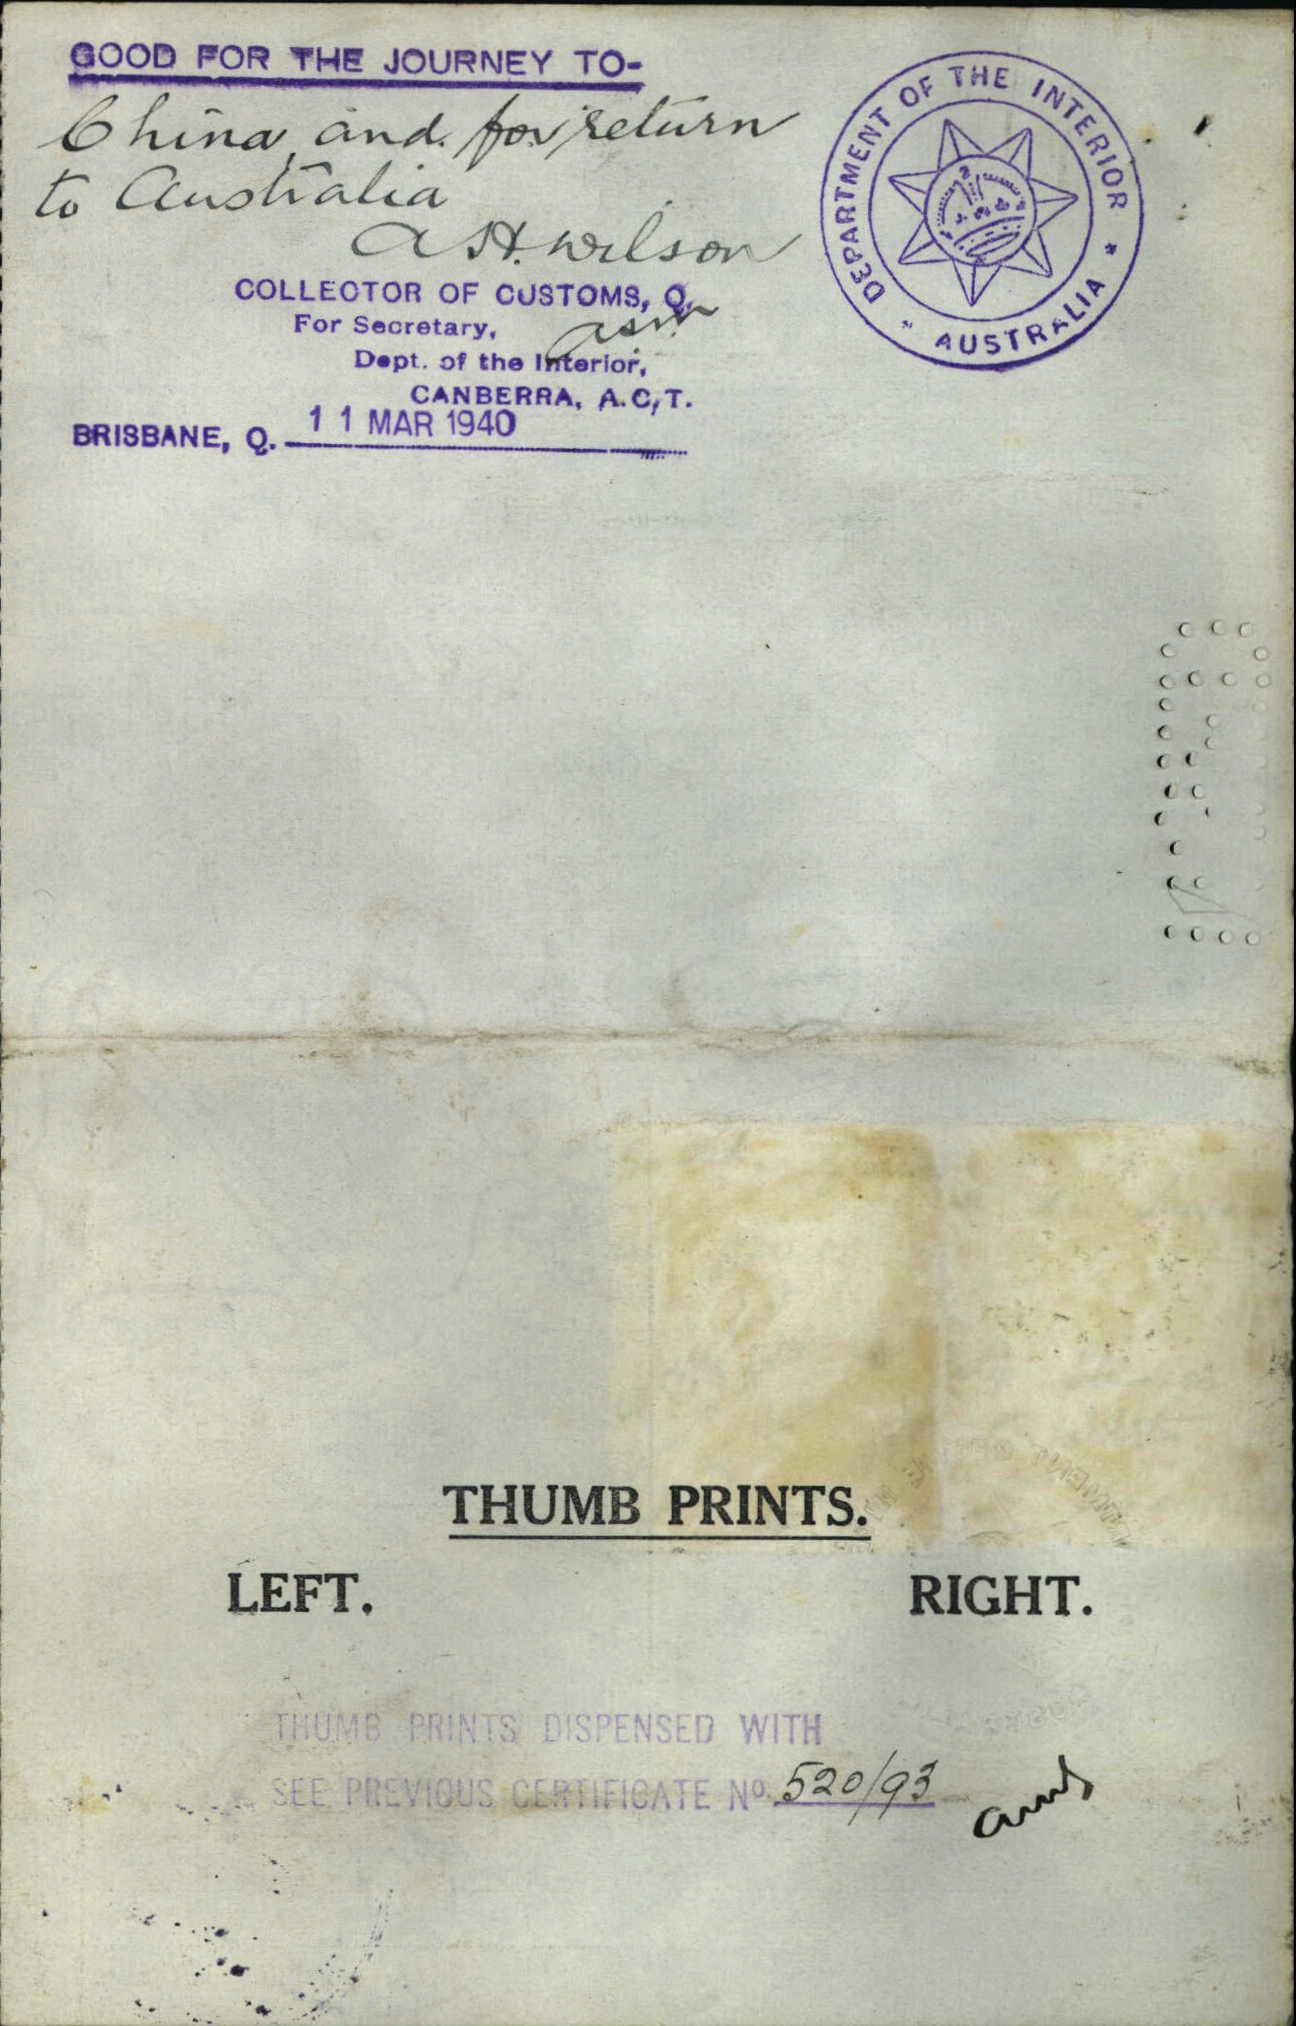 GOOD FOR THE JOURNEY TO-
China and for return
to Australia
A. H. Wilson
COLLECTOR OF CUSTOMS, Q.
For Secretary,
Dept. of the Interior,
CANBERRA, A.C.T.
BRISBANE, Q. 11 MAR 1940
DEPARTMENT OF THE INTERIOR
* AUSTRALIA *
THUMB PRINTS.
LEFT. RIGHT.
THUMB PRINTS DISPENSED WITH
SEE PREVIOUS CERTIFICATE No. 520/93